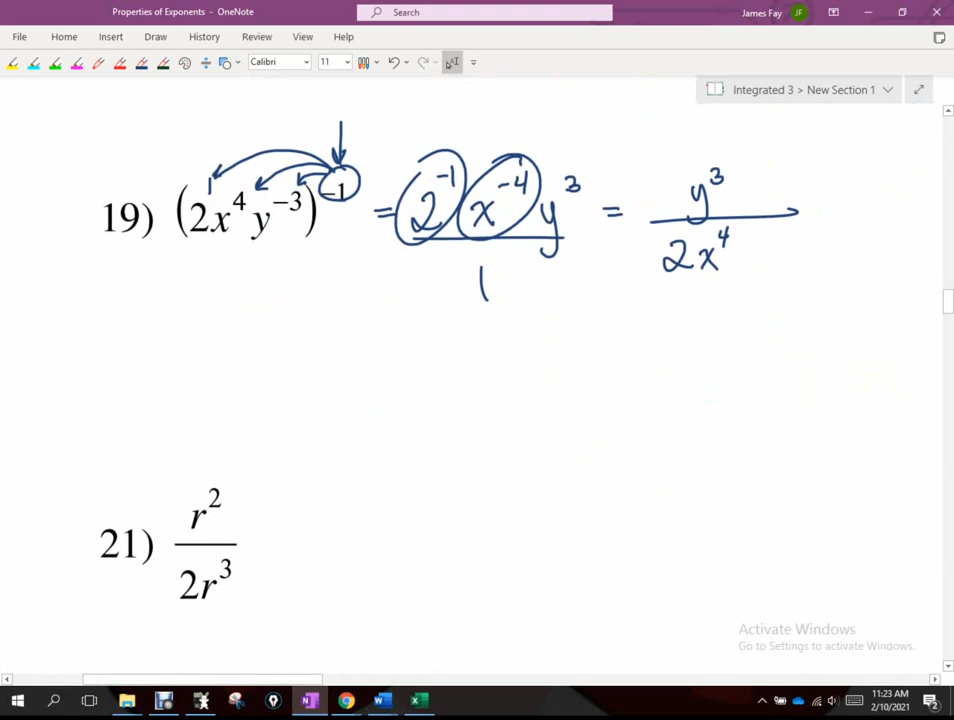 Properties of Exponents - OneNote
Search
James Fay JF
File Home Insert Draw History Review View Help
Calibri 11
Integrated 3 > New Section 1
19) (2x⁴y⁻³)⁻¹ = 2⁻¹x⁻⁴y³/1 = y³/2x⁴
1
21) r²/2r³
Activate Windows
Go to Settings to activate Windows.
11:23 AM
2/10/2021
2